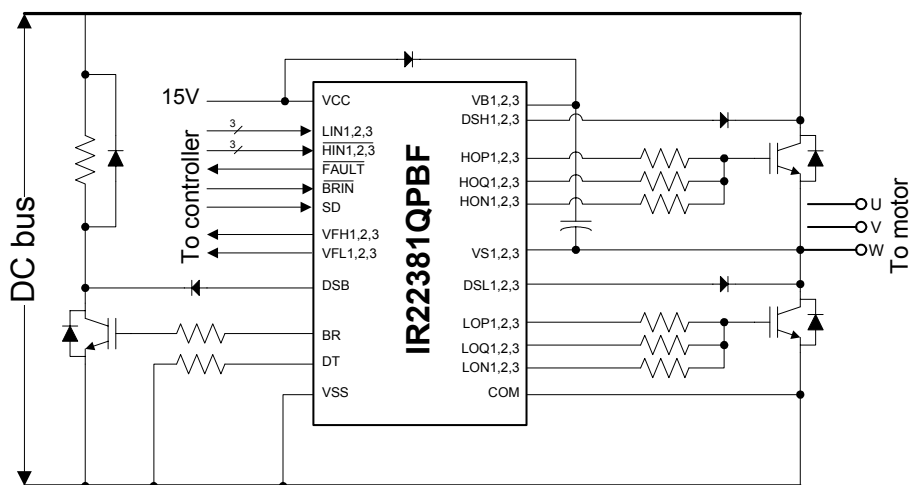 DC bus
15V
To controller
3
3
VCC
LIN1,2,3
HIN1,2,3
FAULT
BRIN
SD
VFH1,2,3
VFL1,2,3
DSB
BR
DT
VSS
IR22381QPBF
VB1,2,3
DSH1,2,3
HOP1,2,3
HOQ1,2,3
HON1,2,3
VS1,2,3
DSL1,2,3
LOP1,2,3
LOQ1,2,3
LON1,2,3
COM
U
V
W
To motor